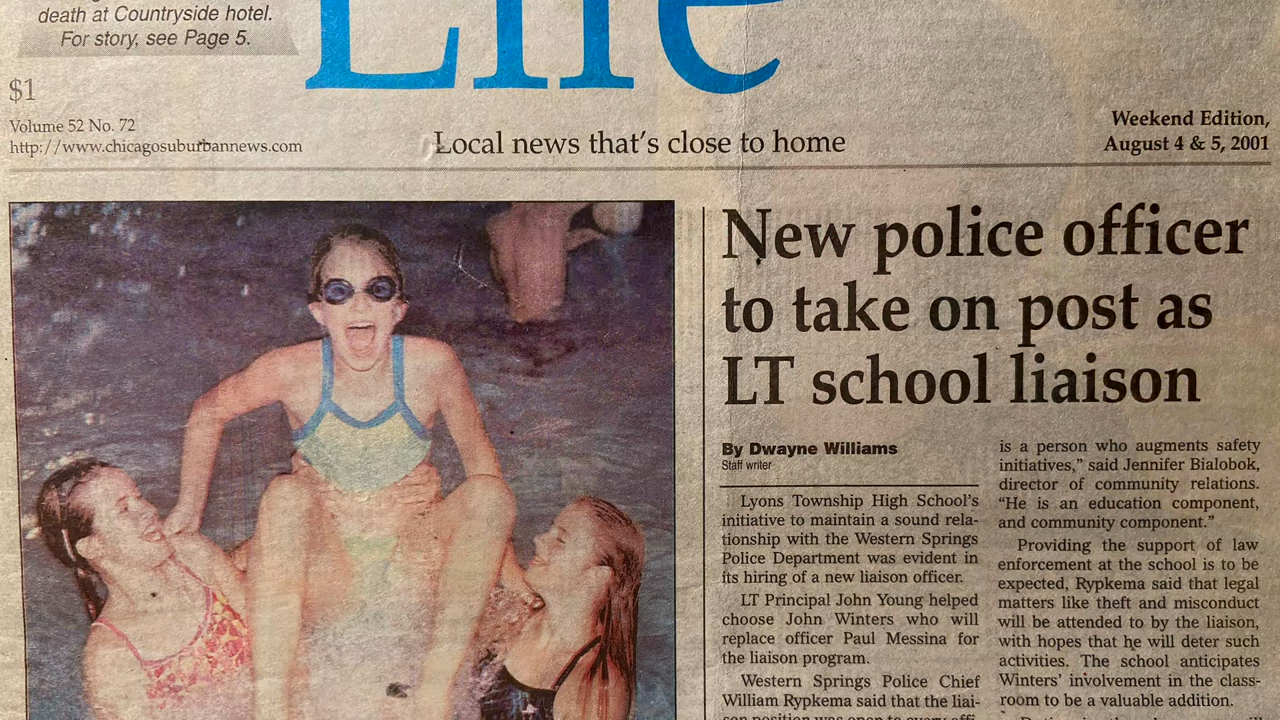 death at Countryside hotel.
For story, see Page 5.
Life
$1
Volume 52 No. 72
http://www.chicagosuburbannews.com
Local news that's close to home
Weekend Edition,
August 4 & 5, 2001
New police officer
to take on post as
LT school liaison
By Dwayne Williams
Staff writer
Lyons Township High School's
initiative to maintain a sound rela-
tionship with the Western Springs
Police Department was evident in
its hiring of a new liaison officer.
LT Principal John Young helped
choose John Winters who will
replace officer Paul Messina for
the liaison program.
Western Springs Police Chief
William Rypkema said that the liai-
son position was open to every offi-
is a person who augments safety
initiatives,” said Jennifer Bialobok,
director of community relations.
“He is an education component,
and community component.”
Providing the support of law
enforcement at the school is to be
expected, Rypkema said that legal
matters like theft and misconduct
will be attended to by the liaison,
with hopes that he will deter such
activities. The school anticipates
Winters’ involvement in the class-
room to be a valuable addition.